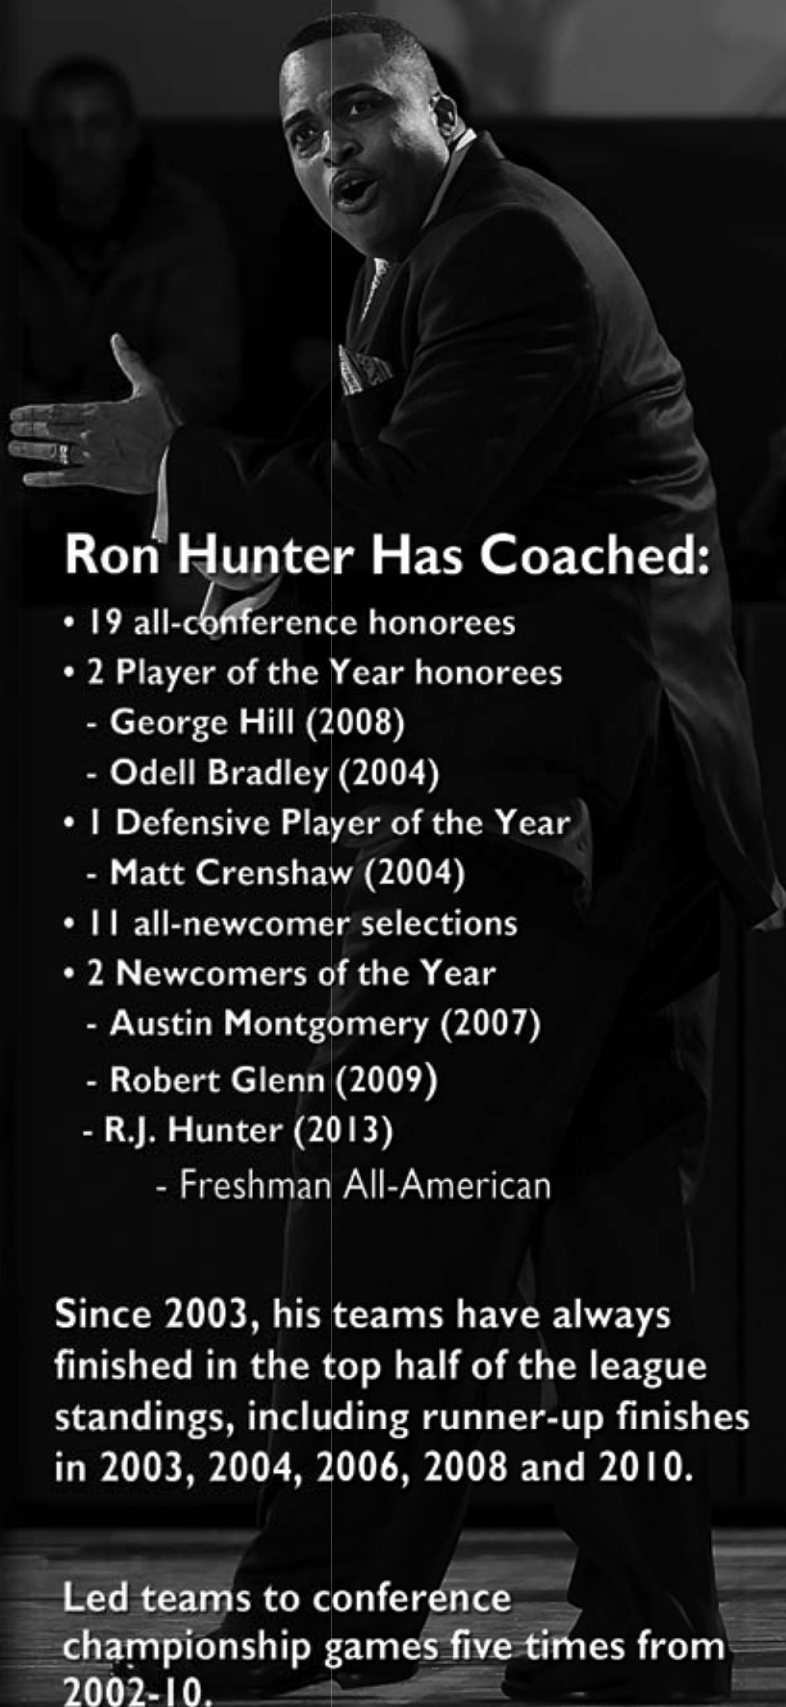 Ron Hunter Has Coached:
• 19 all-conference honorees
• 2 Player of the Year honorees
- George Hill (2008)
- Odell Bradley (2004)
• 1 Defensive Player of the Year
- Matt Crenshaw (2004)
• 11 all-newcomer selections
• 2 Newcomers of the Year
- Austin Montgomery (2007)
- Robert Glenn (2009)
- R.J. Hunter (2013)
- Freshman All-American
Since 2003, his teams have always
finished in the top half of the league
standings, including runner-up finishes
in 2003, 2004, 2006, 2008 and 2010.
Led teams to conference
championship games five times from
2002-10.